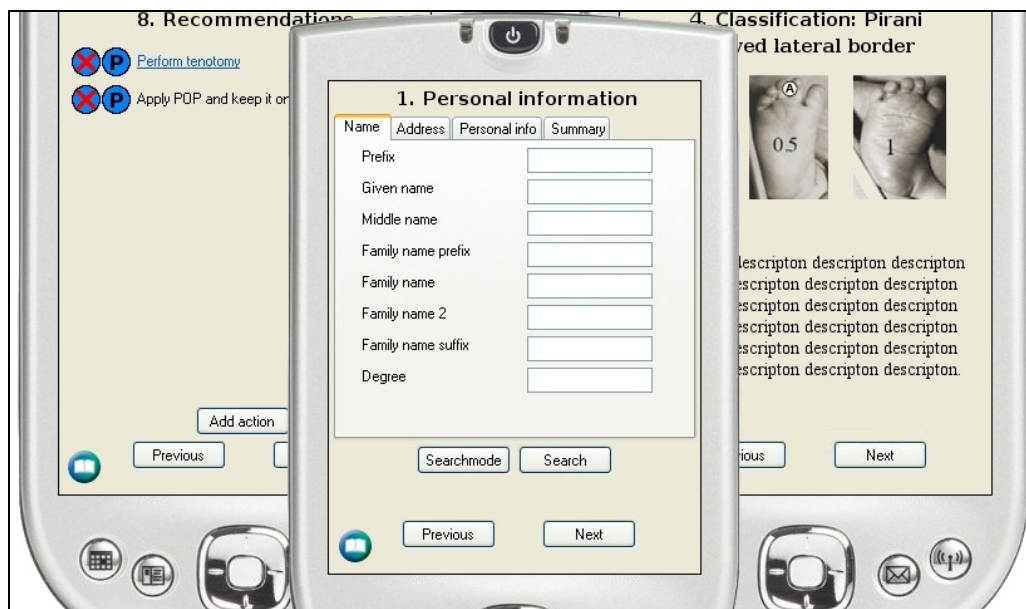 8. Recommendations
Perform tenotomy
Apply POP and keep it on
Add action
Previous
1. Personal information
Name Address Personal info Summary
Prefix
Given name
Middle name
Family name prefix
Family name
Family name 2
Family name suffix
Degree
Searchmode Search
Previous Next
4. Classification: Pirani
ved lateral border
A
0.5 1
descripton descripton descripton
escripton descripton descripton
escripton descripton descripton
escripton descripton descripton
escripton descripton descripton
escripton descripton descripton.
ious Next
P
P